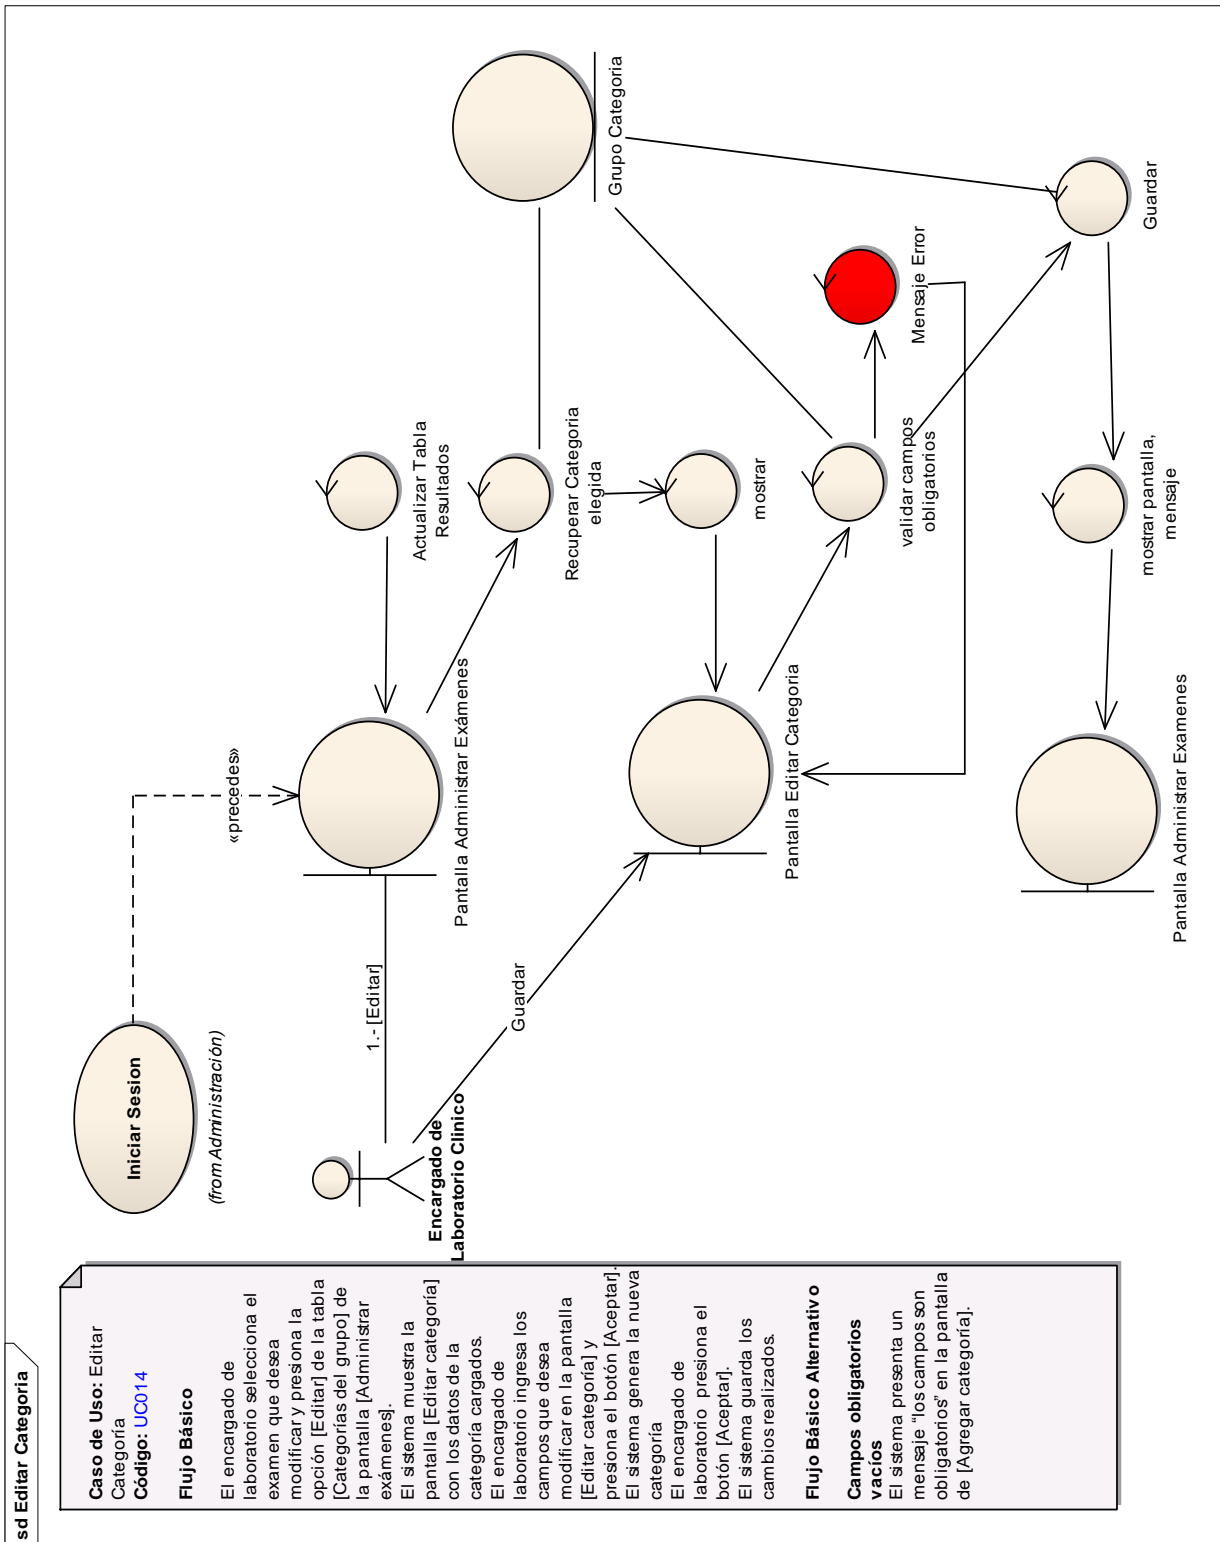 sd Editar Categoria
Caso de Uso: Editar
Categoría
Código: UC014
Flujo Básico
El encargado de
laboratorio selecciona el
examen que desea
modificar y presiona la
opción [Editar] de la tabla
[Categorías del grupo] de
la pantalla [Administrar
exámenes].
El sistema muestra la
pantalla [Editar categoría]
con los datos de la
categoría cargados.
El encargado de
laboratorio ingresa los
campos que desea
modificar en la pantalla
[Editar categoría] y
presiona el botón [Aceptar].
El sistema genera la nueva
categoría
El encargado de
laboratorio presiona el
botón [Aceptar].
El sistema guarda los
cambios realizados.
Flujo Básico Alternativo
Campos obligatorios
vacíos
El sistema presenta un
mensaje “los campos son
obligatorios” en la pantalla
de [Agregar categoría].
Iniciar Sesion
(from Administración)
Encargado de
Laboratorio Clinico
1.- [Editar]
Guardar
«precedes»
Pantalla Administrar Exámenes
Pantalla Editar Categoria
Pantalla Administrar Examenes
Actualizar Tabla
Resultados
Recuperar Categoria
elegida
mostrar
validar campos
obligatorios
mostrar pantalla,
mensaje
Mensaje Error
Grupo Categoria
Guardar